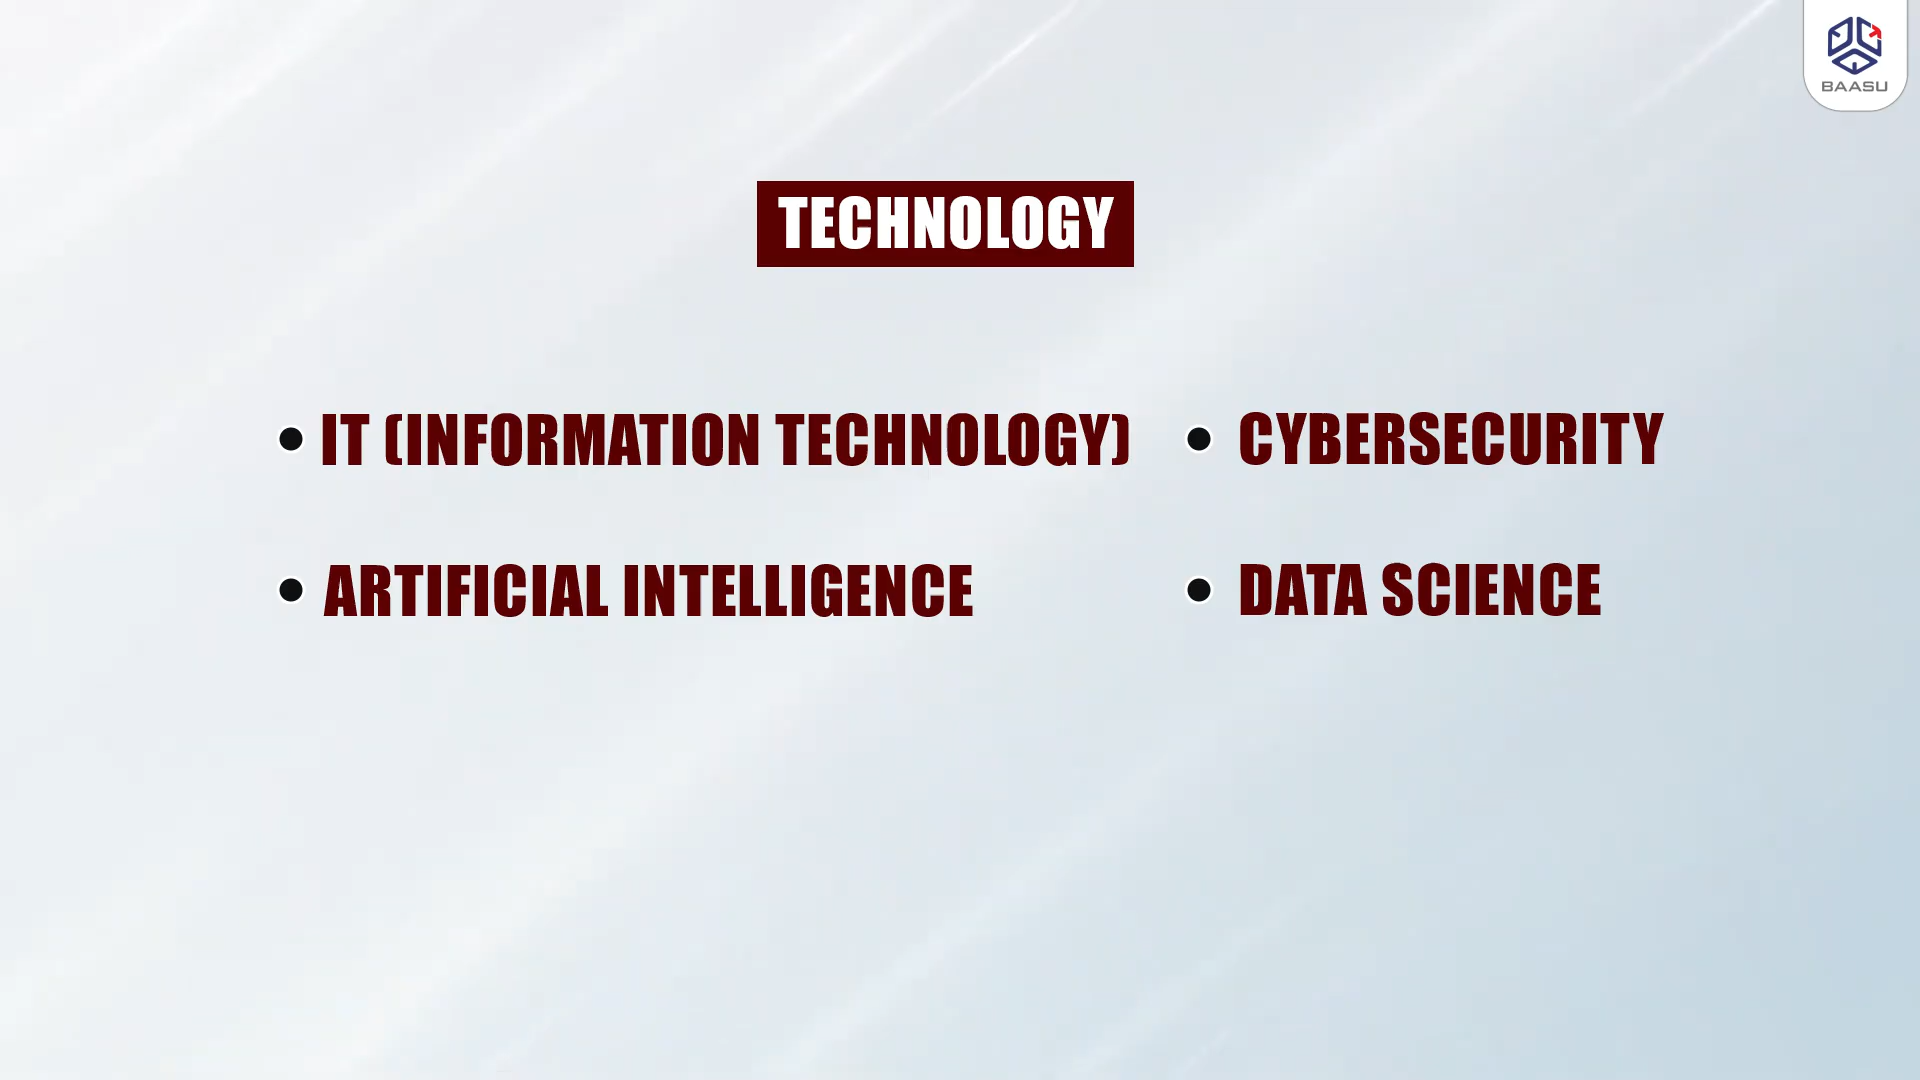 BAASU
TECHNOLOGY
• IT (INFORMATION TECHNOLOGY)
• CYBERSECURITY
• ARTIFICIAL INTELLIGENCE
• DATA SCIENCE